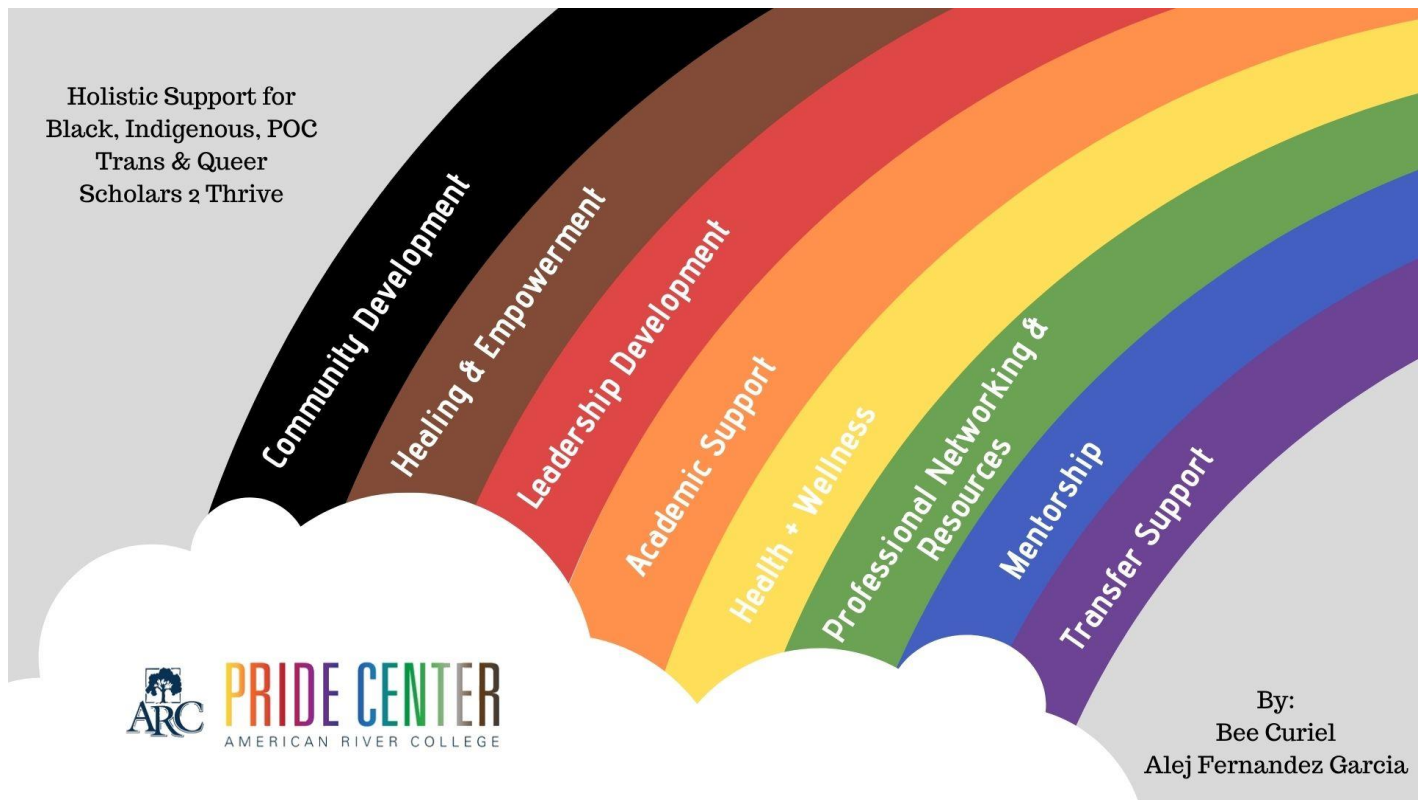 Holistic Support for
Black, Indigenous, POC
Trans & Queer
Scholars 2 Thrive
Community Development
Healing & Empowerment
Leadership Development
Academic Support
Health + Wellness
Professional Networking &
Resources
Mentorship
Transfer Support
ARC
PRIDE CENTER
AMERICAN RIVER COLLEGE
By:
Bee Curiel
Alej Fernandez Garcia